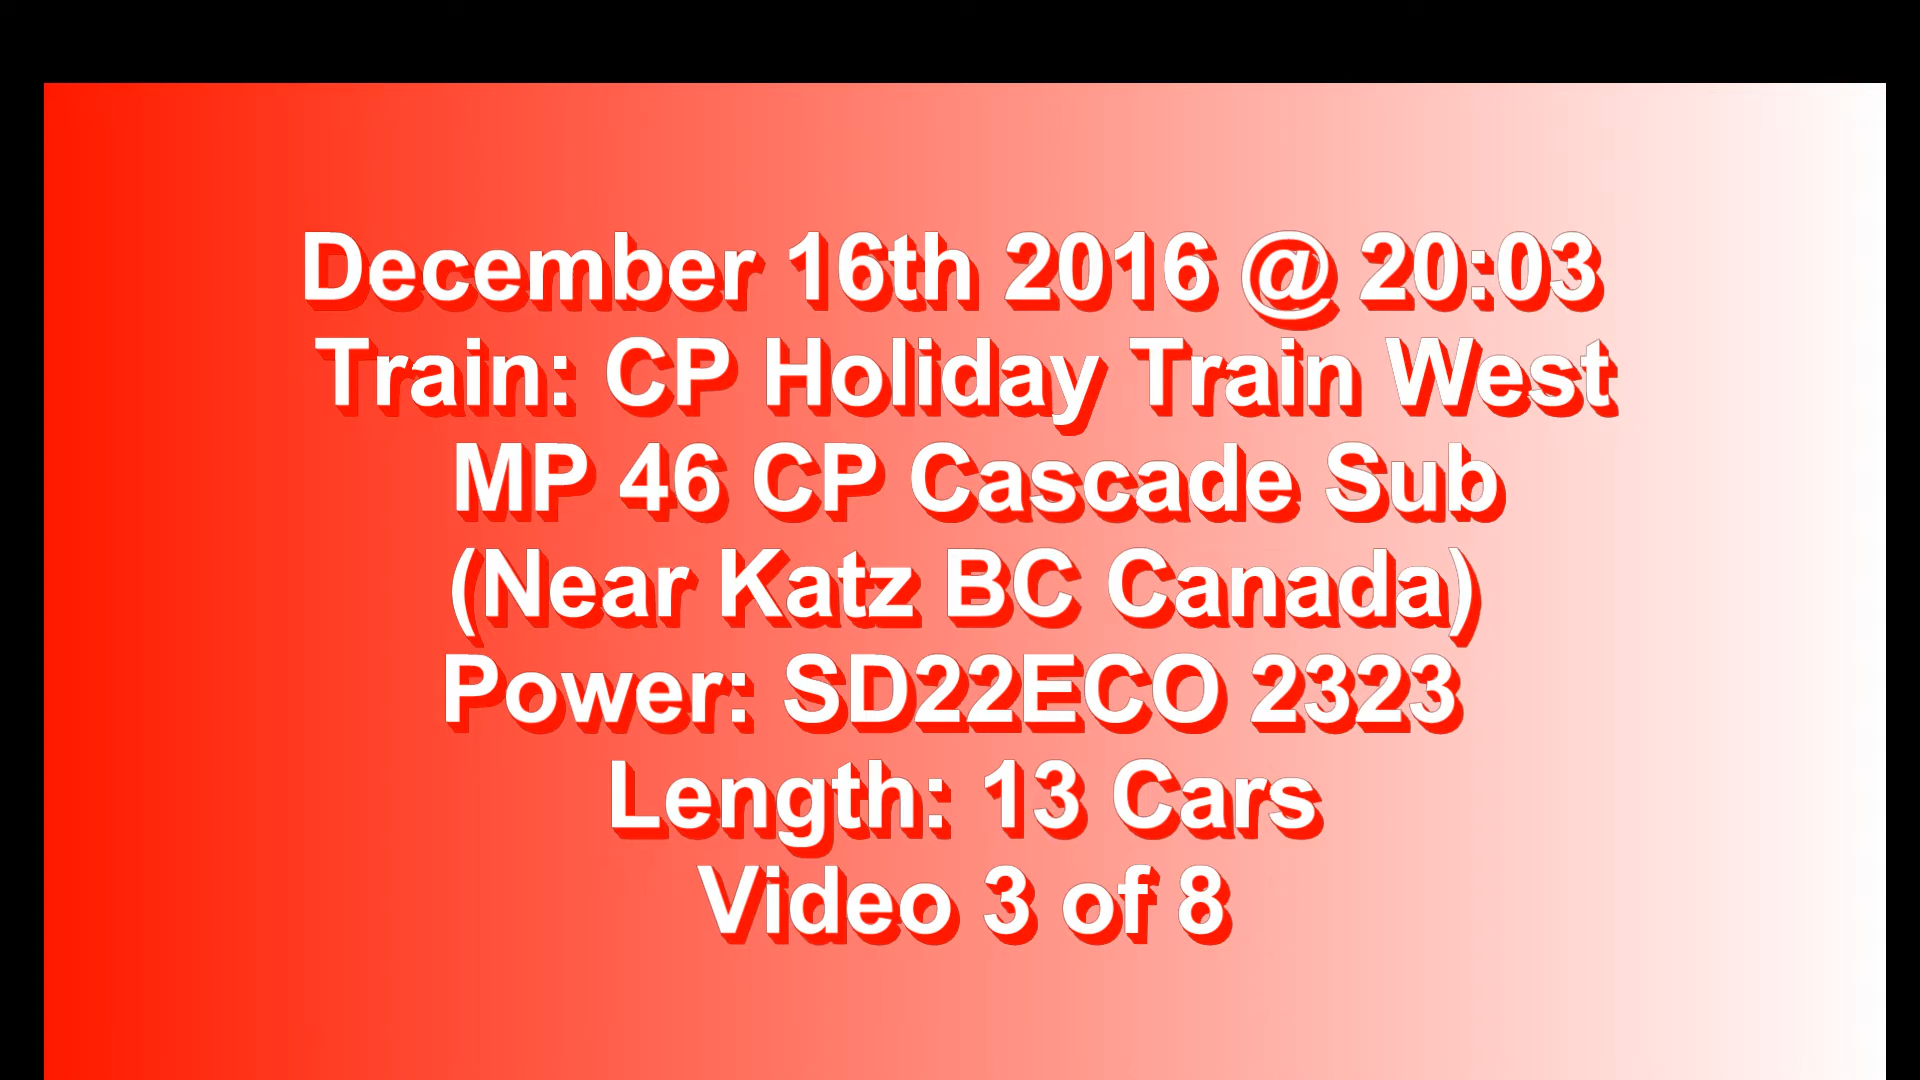 December 16th 2016 @ 20:03
Train: CP Holiday Train West
MP 46 CP Cascade Sub
(Near Katz BC Canada)
Power: SD22ECO 2323
Length: 13 Cars
Video 3 of 8